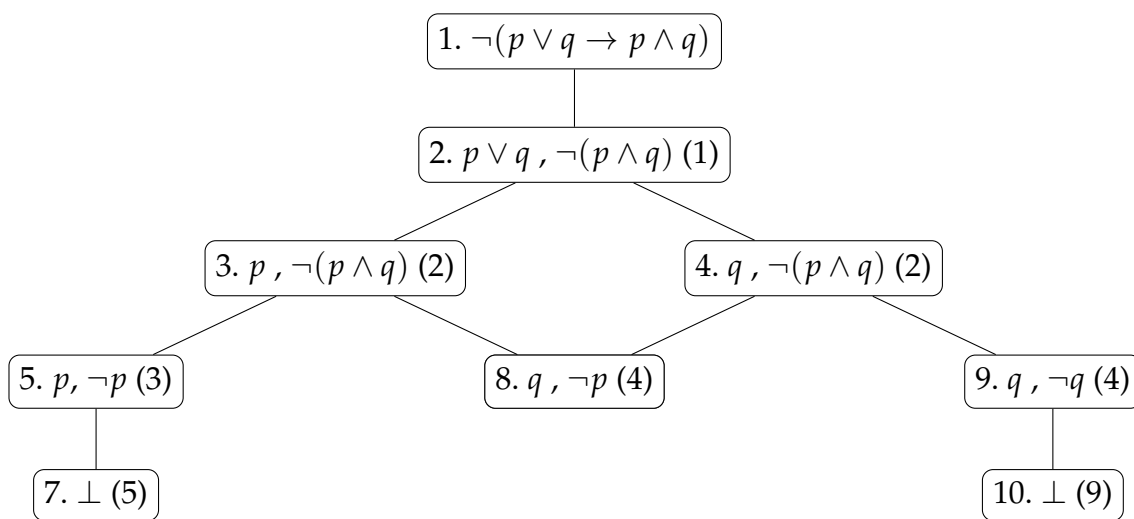 1. ¬(p ∨ q → p ∧ q)
2. p ∨ q , ¬(p ∧ q) (1)
3. p , ¬(p ∧ q) (2)
4. q , ¬(p ∧ q) (2)
5. p, ¬p (3)
8. q , ¬p (4)
9. q , ¬q (4)
7. ⊥ (5)
10. ⊥ (9)